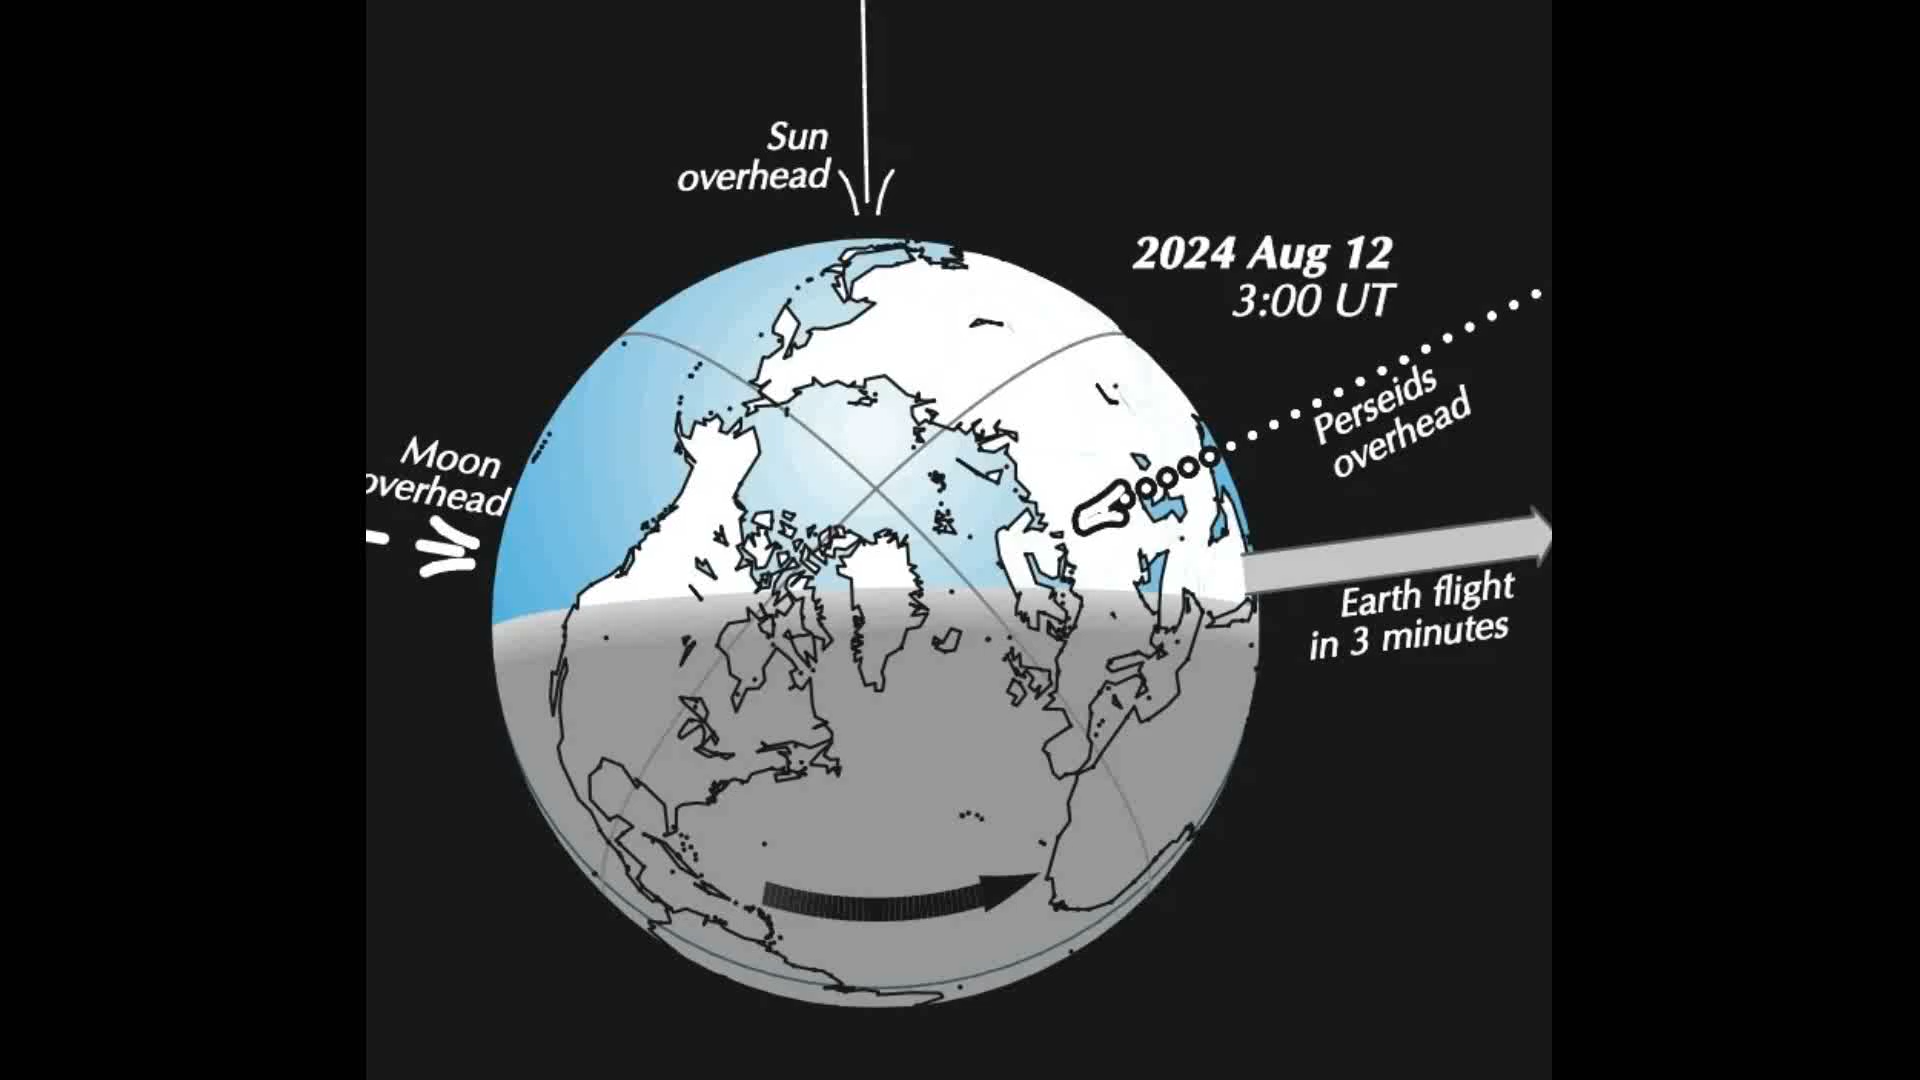 Sun
overhead
2024 Aug 12
3:00 UT
Perseids
overhead
Moon
overhead
Earth flight
in 3 minutes